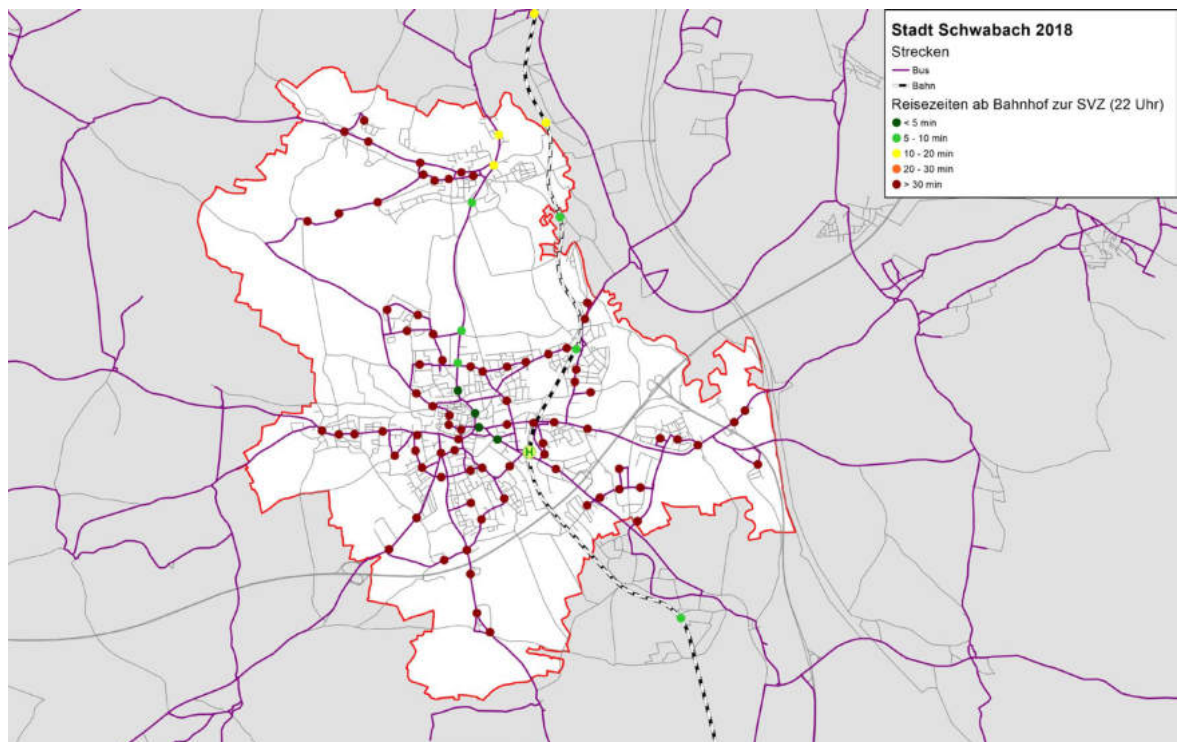 Stadt Schwabach 2018
Strecken
Bus
Bahn
Reisezeiten ab Bahnhof zur SVZ (22 Uhr)
< 5 min
5 - 10 min
10 - 20 min
20 - 30 min
> 30 min
H